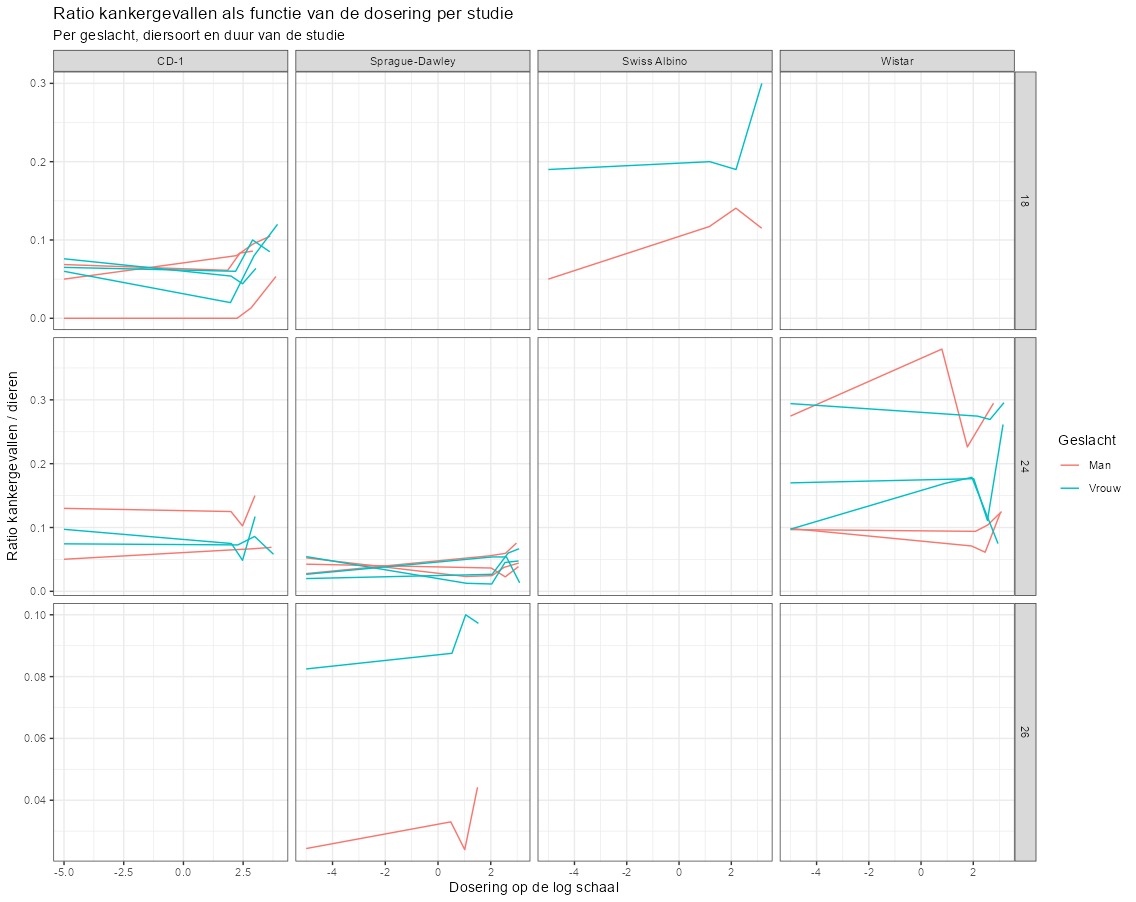 Ratio kankergevallen als functie van de dosering per studie
Per geslacht, diersoort en duur van de studie
CD-1
Sprague-Dawley
Swiss Albino
Wistar
0.3
0.2
0.1
0.0
18
0.3
0.2
0.1
0.0
24
0.10
0.08
0.06
0.04
26
Ratio kankergevallen / dieren
-5.0 -2.5 0.0 2.5
-4 -2 0 2
-4 -2 0 2
-4 -2 0 2
Dosering op de log schaal
Geslacht
Man
Vrouw